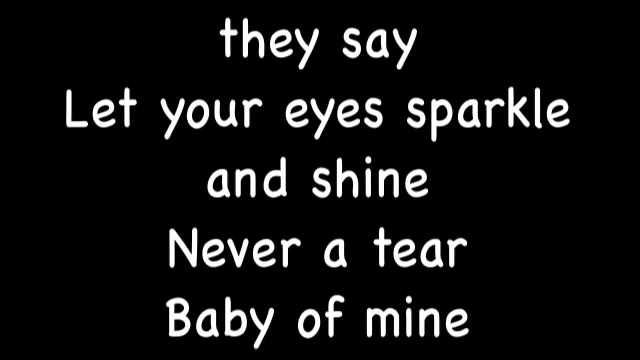 they say
Let your eyes sparkle
and shine
Never a tear
Baby of mine